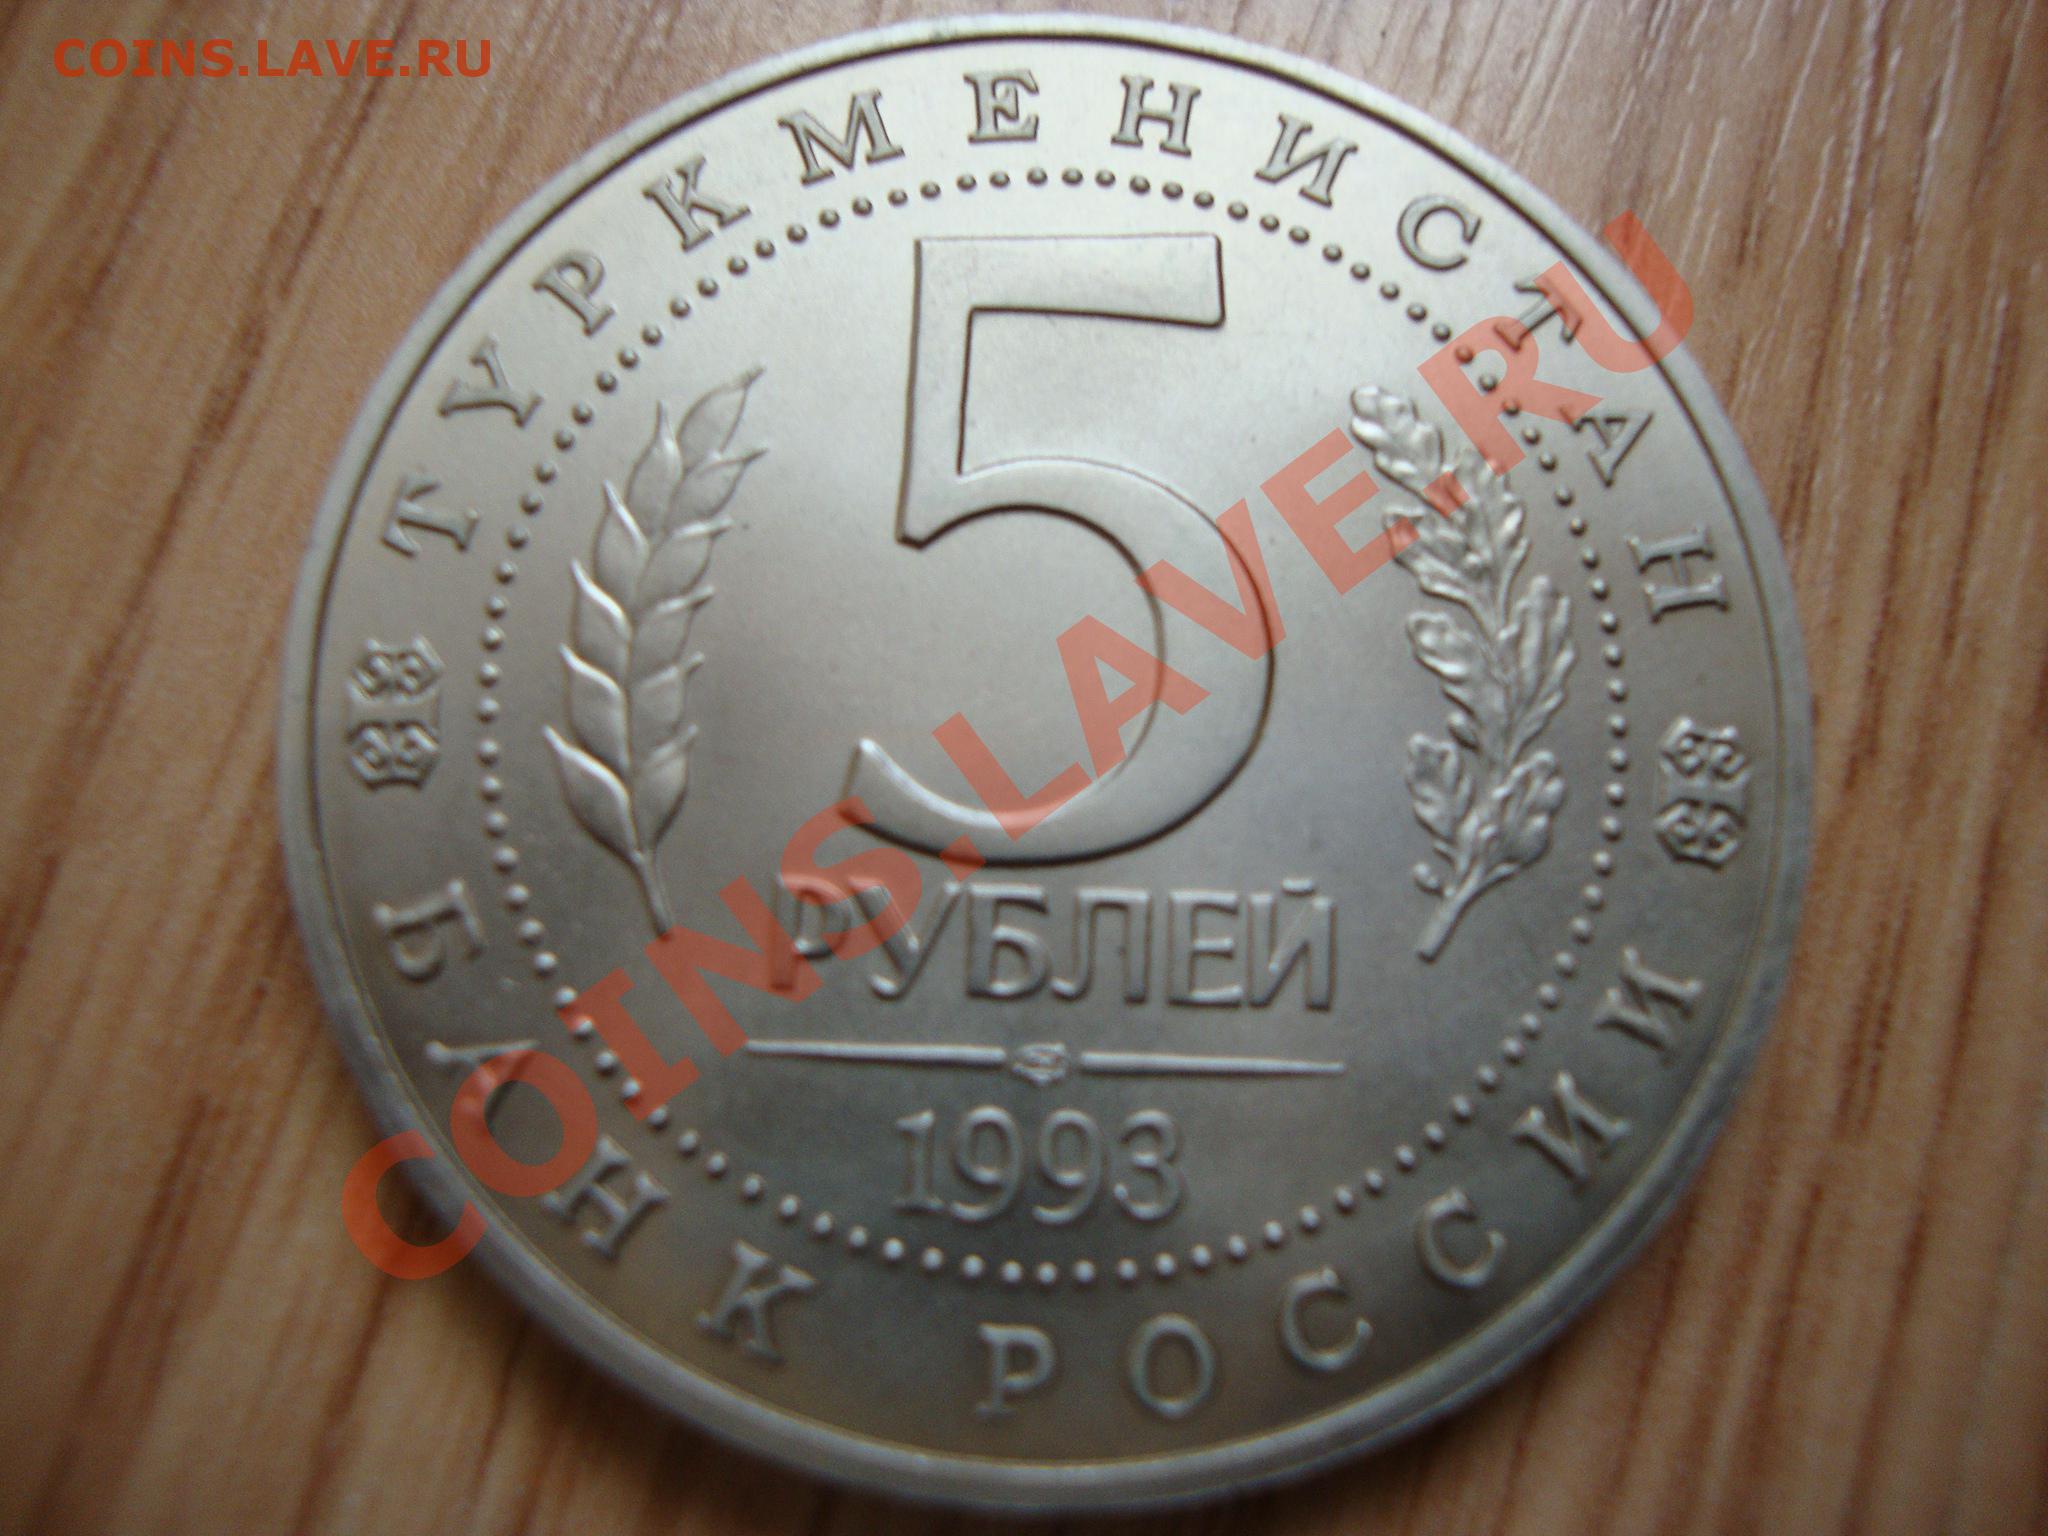 COINS.LAVE.RU
ТУРКМЕНИСТАН
5
РУБЛЕЙ
1993
БАНК РОССИИ
COINS.LAVE.RU